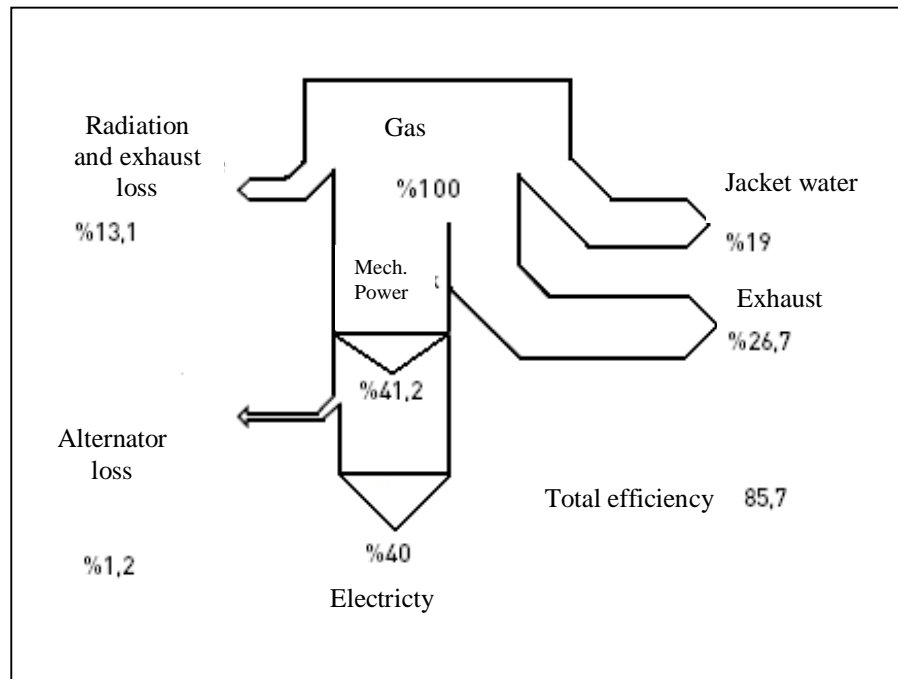 Radiation
and exhaust
loss
%13,1
Gas
%100
Jacket water
%19
Mech.
Power
Exhaust
%26,7
%41,2
Alternator
loss
%1,2
Total efficiency 85,7
%40
Electricty